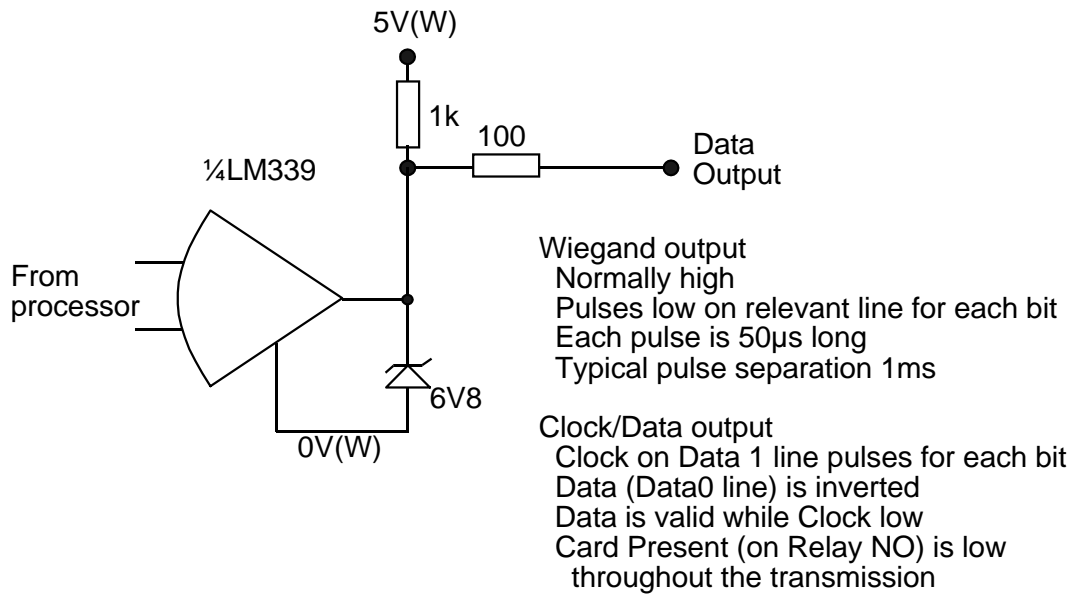 5V(W)
1k
100
Data
Output
¼LM339
From
processor
6V8
0V(W)
Wiegand output
Normally high
Pulses low on relevant line for each bit
Each pulse is 50µs long
Typical pulse separation 1ms
Clock/Data output
Clock on Data 1 line pulses for each bit
Data (Data0 line) is inverted
Data is valid while Clock low
Card Present (on Relay NO) is low
throughout the transmission